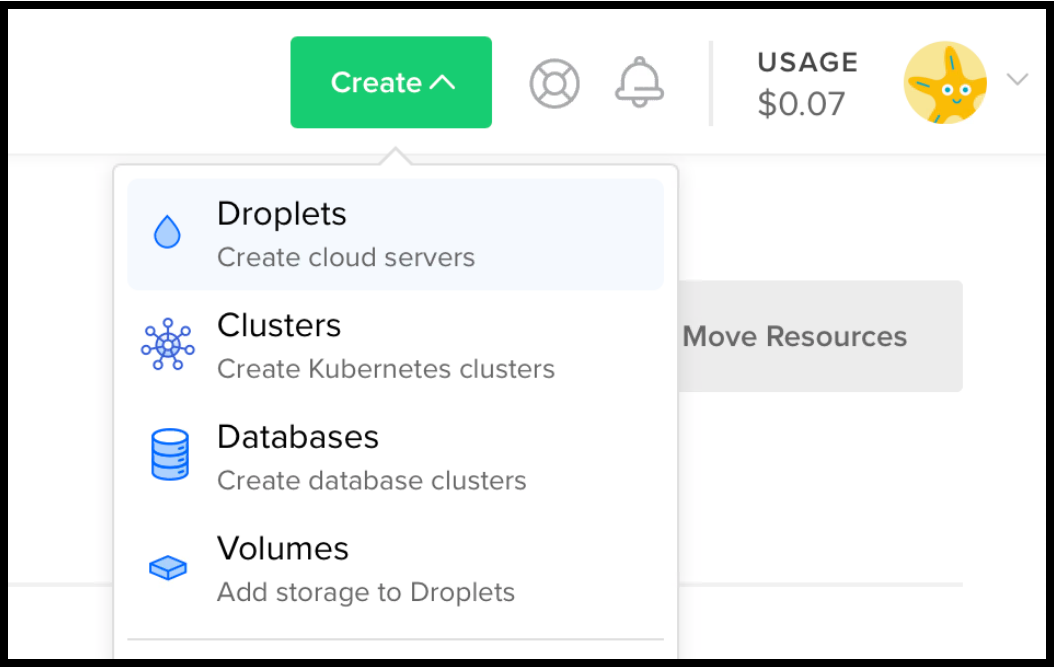 Create
USAGE
$0.07
Droplets
Create cloud servers
Clusters
Create Kubernetes clusters
Move Resources
Databases
Create database clusters
Volumes
Add storage to Droplets